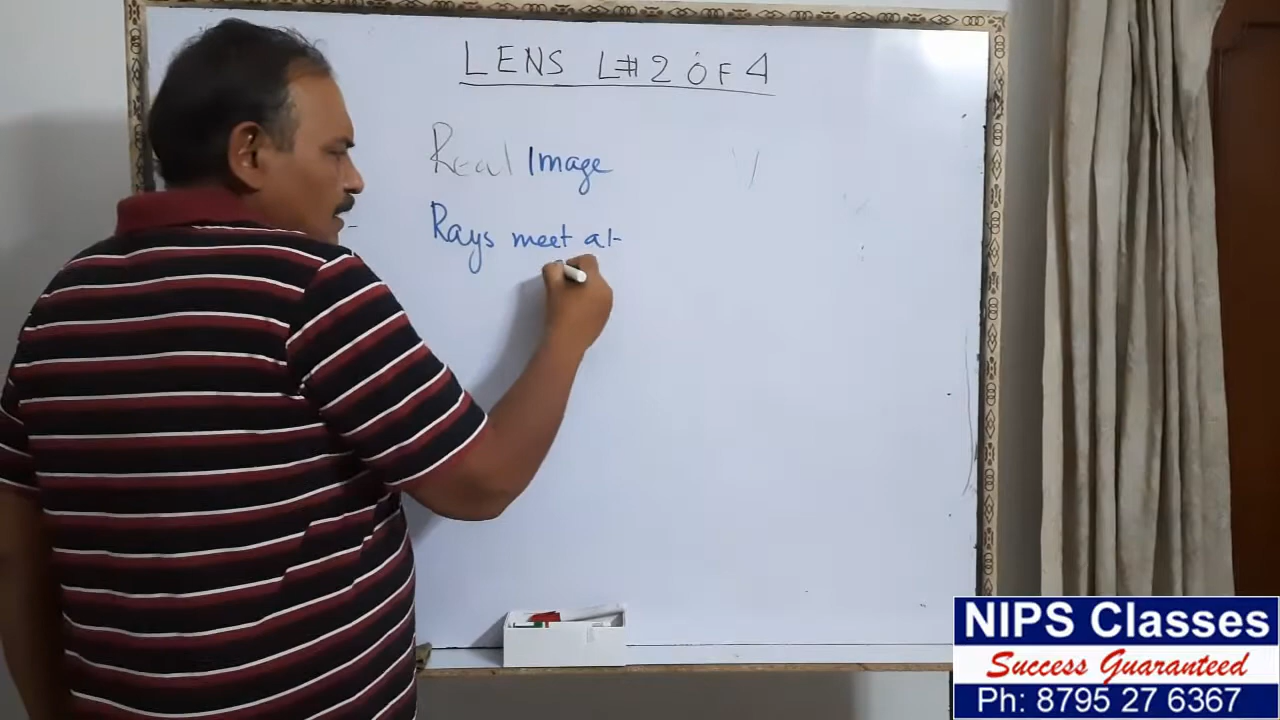 LENS L#2 OF 4
Real Image
Rays meet at
NIPS Classes
Success Guaranteed
Ph: 8795 27 6367